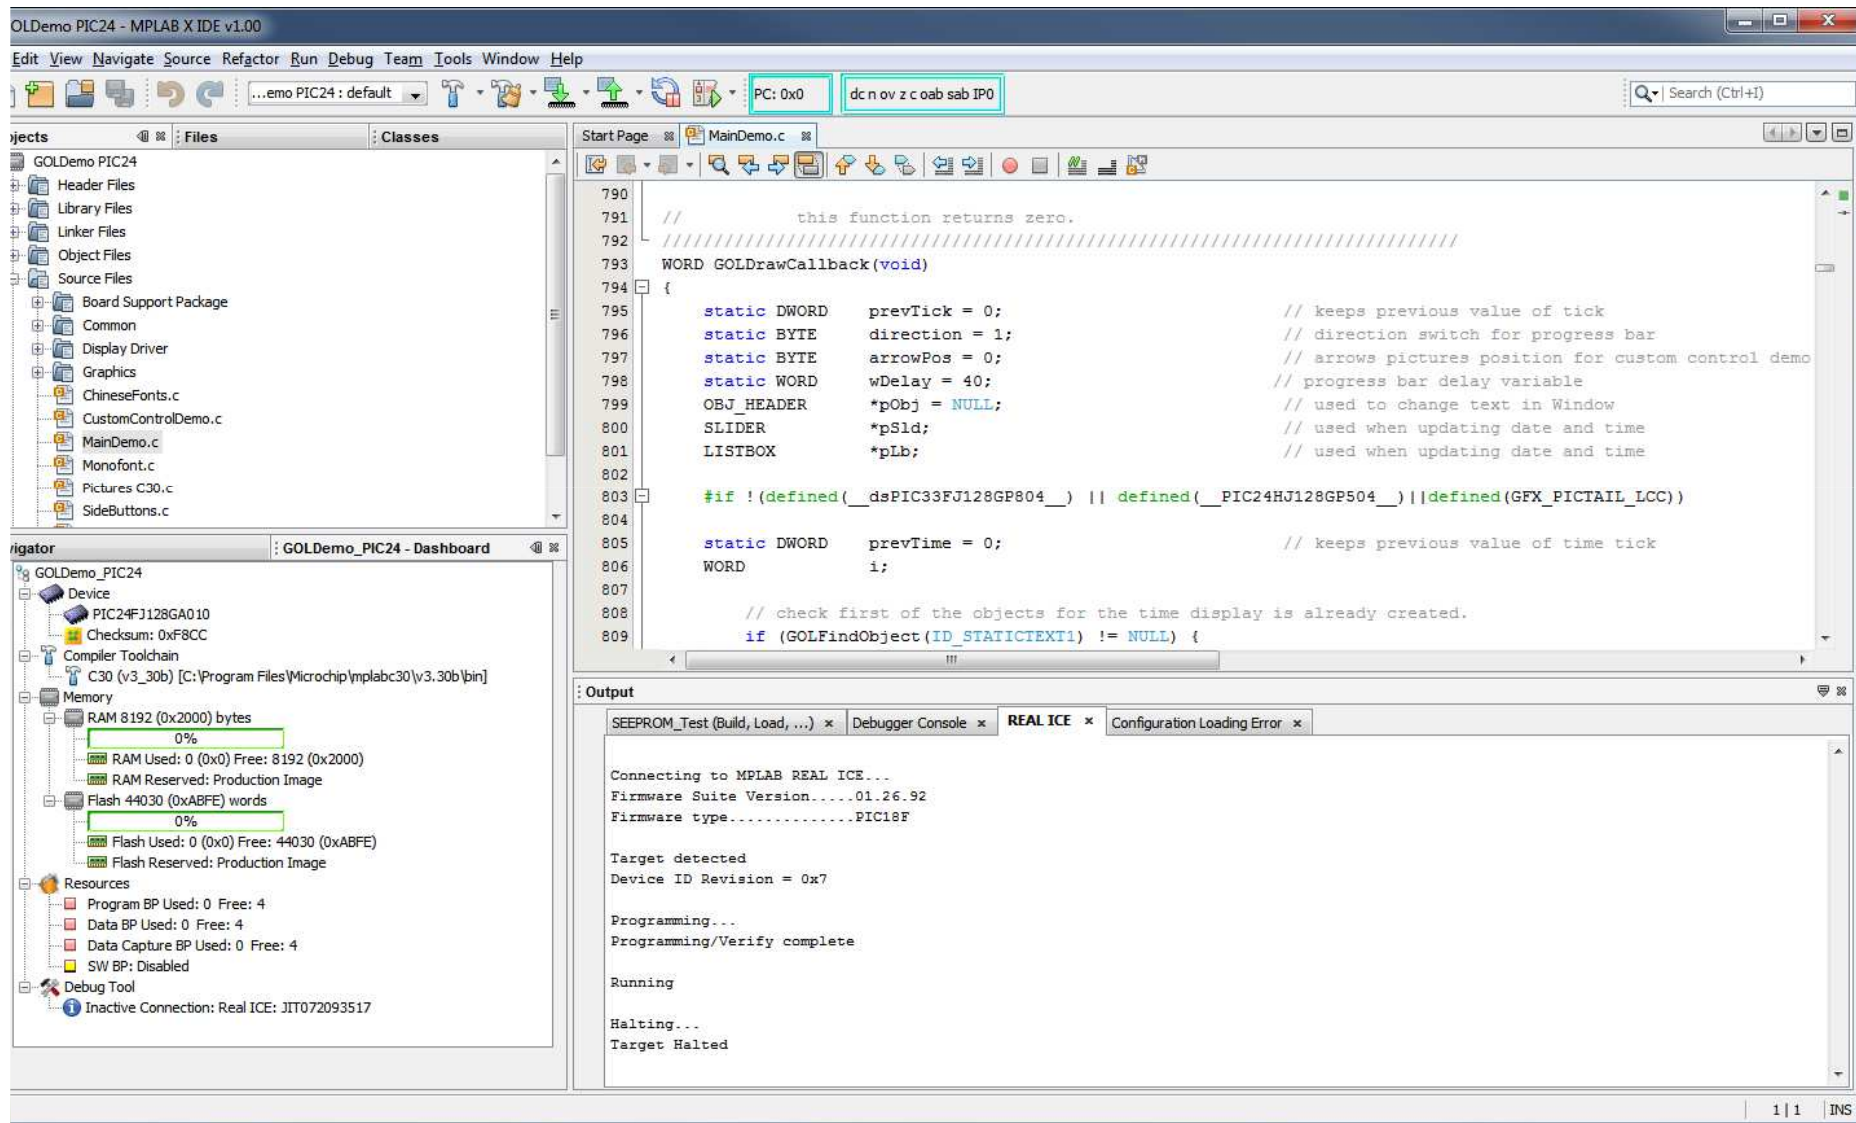 OLDemo PIC24 - MPLAB X IDE v1.00
Edit View Navigate Source Refactor Run Debug Team Tools Window Help
...emo PIC24 : default
PC: 0x0
dc n ov z c oab sab IP0
Search (Ctrl+I)
jects
Files
Classes
GOLDemo PIC24
Header Files
Library Files
Linker Files
Object Files
Source Files
Board Support Package
Common
Display Driver
Graphics
ChineseFonts.c
CustomControlDemo.c
MainDemo.c
Monofont.c
Pictures C30.c
SideButtons.c
vigator
GOLDemo_PIC24 - Dashboard
GOLDemo_PIC24
Device
PIC24FJ128GA010
Checksum: 0xF8CC
Compiler Toolchain
C30 (v3_30b) [C:\Program Files\Microchip\mplabc30\v3.30b\bin]
Memory
RAM 8192 (0x2000) bytes
0%
RAM Used: 0 (0x0) Free: 8192 (0x2000)
RAM Reserved: Production Image
Flash 44030 (0xABFE) words
0%
Flash Used: 0 (0x0) Free: 44030 (0xABFE)
Flash Reserved: Production Image
Resources
Program BP Used: 0 Free: 4
Data BP Used: 0 Free: 4
Data Capture BP Used: 0 Free: 4
SW BP: Disabled
Debug Tool
Inactive Connection: Real ICE: JIT072093517
Start Page
MainDemo.c
790
791 // this function returns zero.
792 /////////////////////////////////////////////////////////////////////////////
793 WORD GOLDrawCallback(void)
794 {
795 static DWORD prevTick = 0; // keeps previous value of tick
796 static BYTE direction = 1; // direction switch for progress bar
797 static BYTE arrowPos = 0; // arrows pictures position for custom control demo
798 static WORD wDelay = 40; // progress bar delay variable
799 OBJ_HEADER *pObj = NULL; // used to change text in Window
800 SLIDER *pSld; // used when updating date and time
801 LISTBOX *pLb; // used when updating date and time
802
803 #if !(defined(__dsPIC33FJ128GP804__) || defined(__PIC24HJ128GP504__)||defined(GFX_PICTAIL_LCC))
804
805 static DWORD prevTime = 0; // keeps previous value of time tick
806 WORD i;
807
808 // check first of the objects for the time display is already created.
809 if (GOLFindObject(ID_STATICTEXT1) != NULL) {
Output
SEEPROM_Test (Build, Load, ...)
Debugger Console
REAL ICE
Configuration Loading Error
Connecting to MPLAB REAL ICE...
Firmware Suite Version.....01.26.92
Firmware type..............PIC18F
Target detected
Device ID Revision = 0x7
Programming...
Programming/Verify complete
Running
Halting...
Target Halted
1 | 1
INS